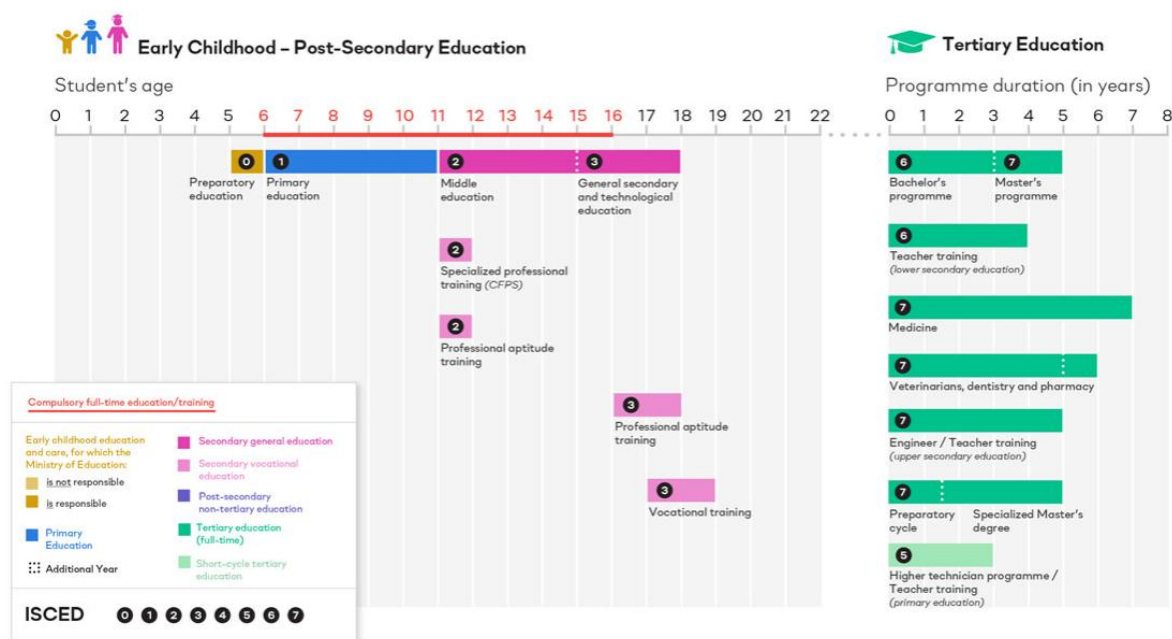 Early Childhood – Post-Secondary Education
Student's age
0 1 2 3 4 5 6 7 8 9 10 11 12 13 14 15 16 17 18 19 20 21 22
0
Preparatory
education
1
Primary
education
2
Middle
education
3
General secondary
and technological
education
2
Specialized professional
training (CFPS)
2
Professional aptitude
training
3
Professional aptitude
training
3
Vocational training
Tertiary Education
Programme duration (in years)
0 1 2 3 4 5 6 7 8
6
Bachelor's
programme
7
Master's
programme
6
Teacher training
(lower secondary education)
7
Medicine
7
Veterinarians, dentistry and pharmacy
7
Engineer / Teacher training
(upper secondary education)
7
Preparatory
cycle
Specialized Master's
degree
5
Higher technician programme /
Teacher training
(primary education)
Compulsory full-time education/training
Early childhood education
and care, for which the
Ministry of Education:
is not responsible
is responsible
Primary
Education
Additional Year
Secondary general education
Secondary vocational
education
Post-secondary
non-tertiary education
Tertiary education
(full-time)
Short-cycle tertiary
education
ISCED 0 1 2 3 4 5 6 7